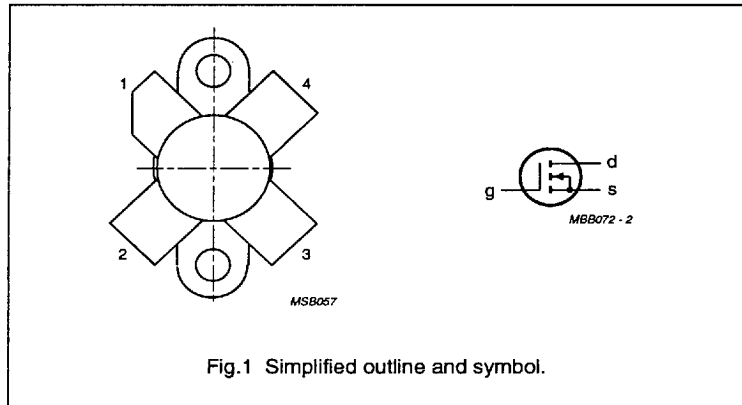 1
4
2
3
MSB057
d
g
s
MBB072 - 2
Fig.1 Simplified outline and symbol.